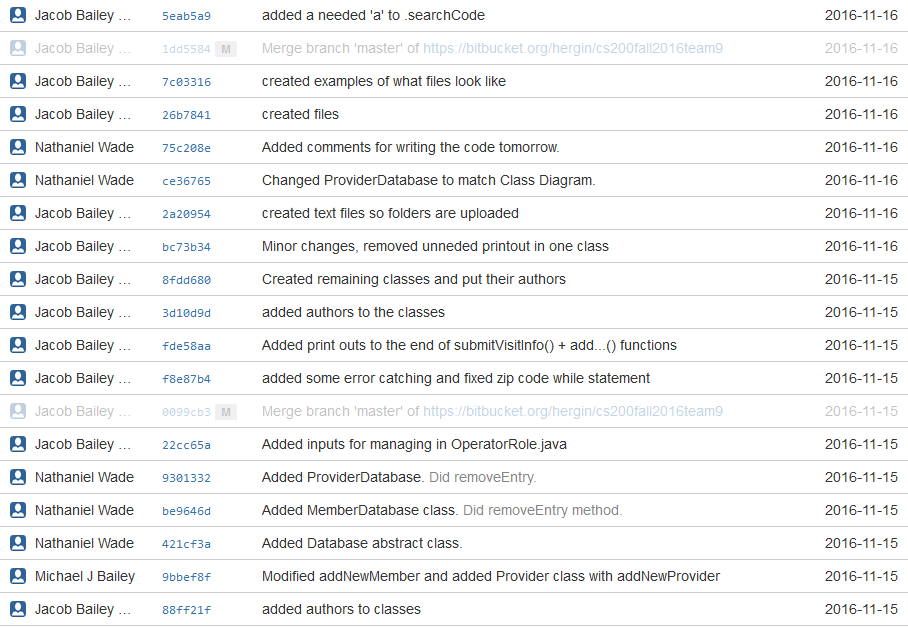 Jacob Bailey ... 5eab5a9 added a needed 'a' to .searchCode 2016-11-16
Jacob Bailey ... 1dd5584 M Merge branch 'master' of https://bitbucket.org/hergin/cs200fall2016team9 2016-11-16
Jacob Bailey ... 7c03316 created examples of what files look like 2016-11-16
Jacob Bailey ... 26b7841 created files 2016-11-16
Nathaniel Wade 75c208e Added comments for writing the code tomorrow. 2016-11-16
Nathaniel Wade ce36765 Changed ProviderDatabase to match Class Diagram. 2016-11-16
Jacob Bailey ... 2a20954 created text files so folders are uploaded 2016-11-16
Jacob Bailey ... bc73b34 Minor changes, removed unneded printout in one class 2016-11-16
Jacob Bailey ... 8fdd680 Created remaining classes and put their authors 2016-11-15
Jacob Bailey ... 3d10d9d added authors to the classes 2016-11-15
Jacob Bailey ... fde58aa Added print outs to the end of submitVisitInfo() + add...() functions 2016-11-15
Jacob Bailey ... f8e87b4 added some error catching and fixed zip code while statement 2016-11-15
Jacob Bailey ... 0099cb3 M Merge branch 'master' of https://bitbucket.org/hergin/cs200fall2016team9 2016-11-15
Jacob Bailey ... 22cc65a Added inputs for managing in OperatorRole.java 2016-11-15
Nathaniel Wade 9301332 Added ProviderDatabase. Did removeEntry. 2016-11-15
Nathaniel Wade be9646d Added MemberDatabase class. Did removeEntry method. 2016-11-15
Nathaniel Wade 421cf3a Added Database abstract class. 2016-11-15
Michael J Bailey 9bbef8f Modified addNewMember and added Provider class with addNewProvider 2016-11-15
Jacob Bailey ... 88ff21f added authors to classes 2016-11-15